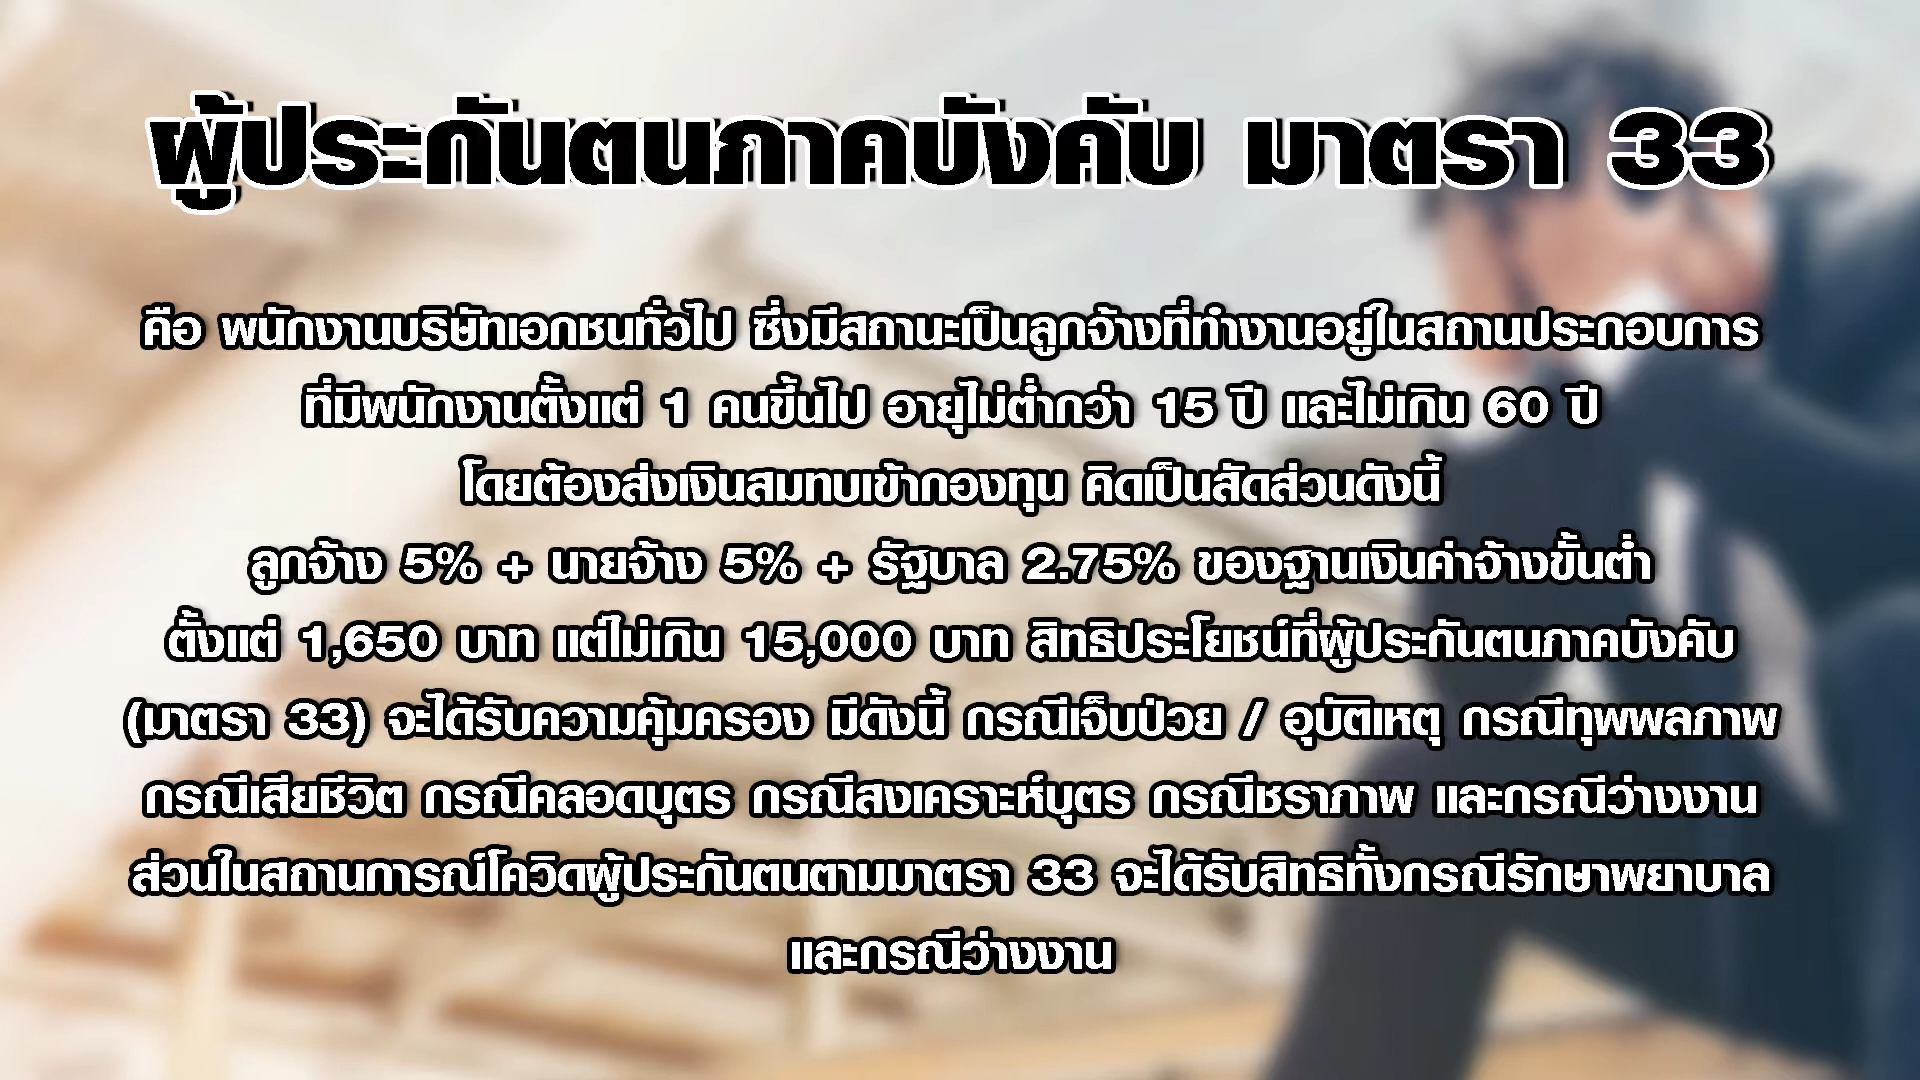 ผู้ประกันตนภาคบังคับ มาตรา 33
คือ พนักงานบริษัทเอกชนทั่วไป ซึ่งมีสถานะเป็นลูกจ้างที่ทำงานอยู่ในสถานประกอบการ
ที่มีพนักงานตั้งแต่ 1 คนขึ้นไป อายุไม่ต่ำกว่า 15 ปี และไม่เกิน 60 ปี
โดยต้องส่งเงินสมทบเข้ากองทุน คิดเป็นสัดส่วนดังนี้
ลูกจ้าง 5% + นายจ้าง 5% + รัฐบาล 2.75% ของฐานเงินค่าจ้างขั้นต่ำ
ตั้งแต่ 1,650 บาท แต่ไม่เกิน 15,000 บาท สิทธิประโยชน์ที่ผู้ประกันตนภาคบังคับ
(มาตรา 33) จะได้รับความคุ้มครอง มีดังนี้ กรณีเจ็บป่วย / อุบัติเหตุ กรณีทุพพลภาพ
กรณีเสียชีวิต กรณีคลอดบุตร กรณีสงเคราะห์บุตร กรณีชราภาพ และกรณีว่างงาน
ส่วนในสถานการณ์โควิดผู้ประกันตนตามมาตรา 33 จะได้รับสิทธิทั้งกรณีรักษาพยาบาล
และกรณีว่างงาน